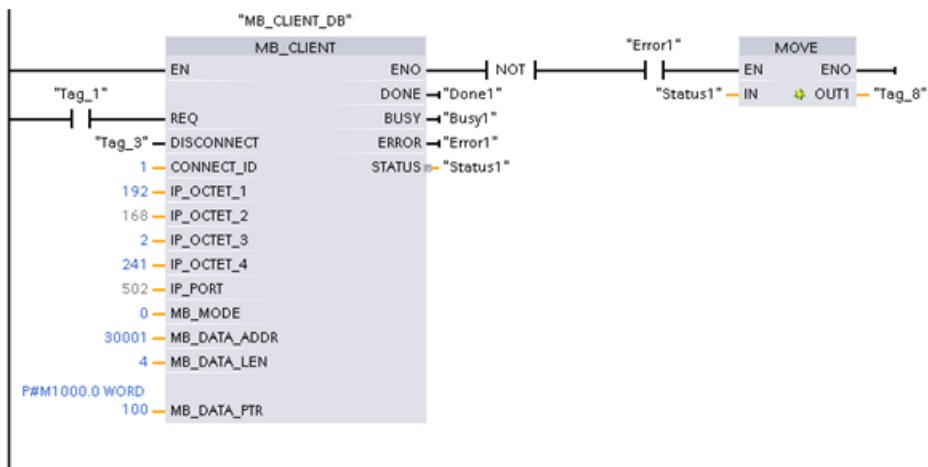 "MB_CLIENT_DB"
MB_CLIENT
"Error1"
MOVE
EN ENO NOT EN ENO
"Tag_1" DONE "Done1" "Status1" IN OUT1 "Tag_8"
REQ BUSY "Busy1"
"Tag_3" DISCONNECT ERROR "Error1"
1 CONNECT_ID STATUS "Status1"
192 IP_OCTET_1
168 IP_OCTET_2
2 IP_OCTET_3
241 IP_OCTET_4
502 IP_PORT
0 MB_MODE
30001 MB_DATA_ADDR
4 MB_DATA_LEN
P#M1000.0 WORD
100 MB_DATA_PTR